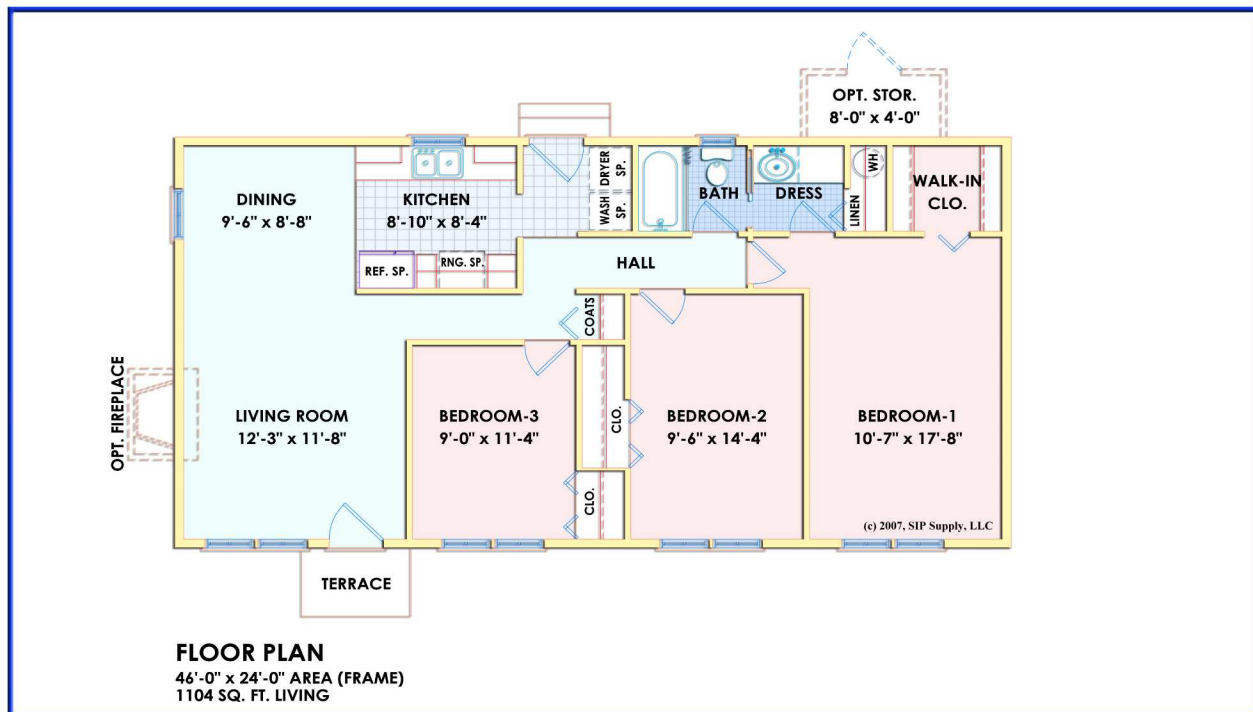 OPT. STOR.
8'-0" x 4'-0"
DINING
9'-6" x 8'-8"
KITCHEN
8'-10" x 8'-4"
REF. SP.
RNG. SP.
DRYER
SP.
WASH
SP.
BATH
DRESS
LINEN
WH
WALK-IN
CLO.
HALL
COATS
OPT. FIREPLACE
LIVING ROOM
12'-3" x 11'-8"
BEDROOM-3
9'-0" x 11'-4"
CLO.
CLO.
BEDROOM-2
9'-6" x 14'-4"
BEDROOM-1
10'-7" x 17'-8"
(c) 2007, SIP Supply, LLC
TERRACE
FLOOR PLAN
46'-0" x 24'-0" AREA (FRAME)
1104 SQ. FT. LIVING